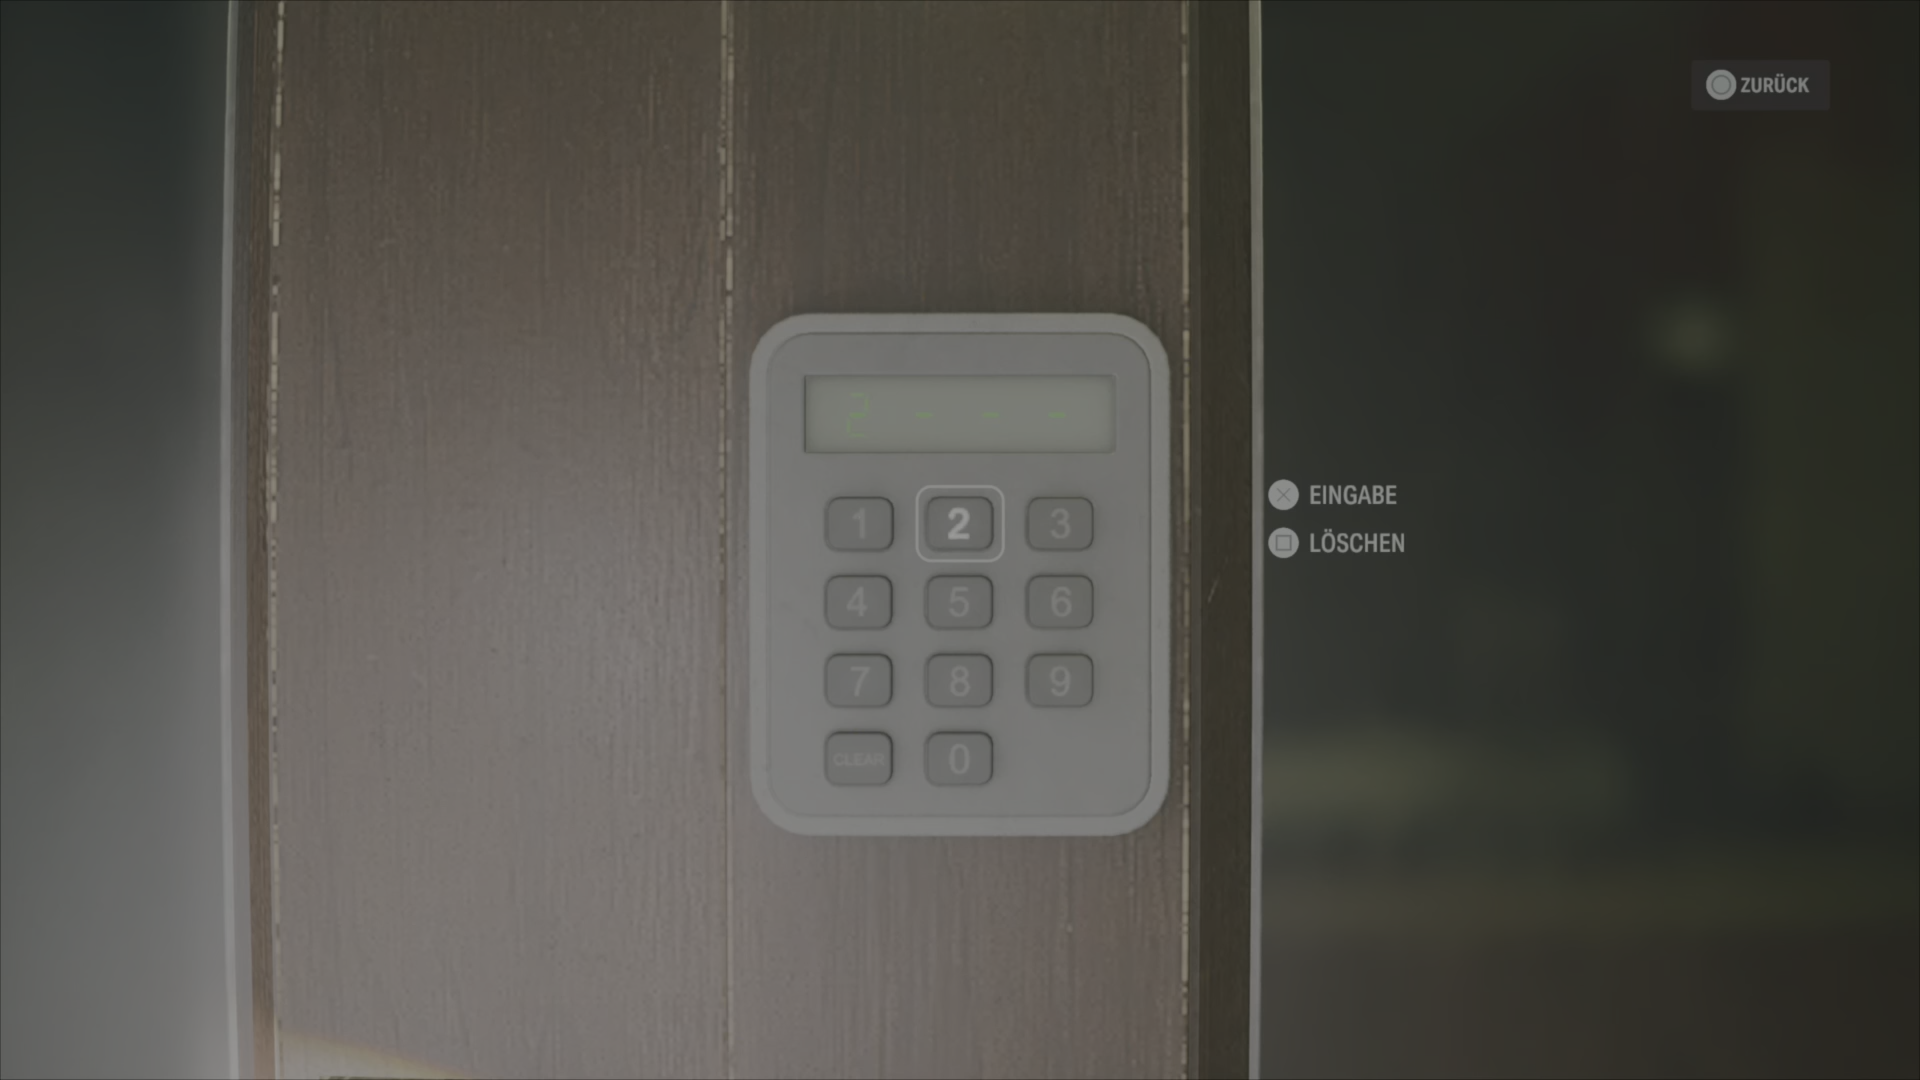 ZURÜCK
2 - - -
1 2 3
EINGABE
4 5 6
LÖSCHEN
7 8 9
CLEAR 0